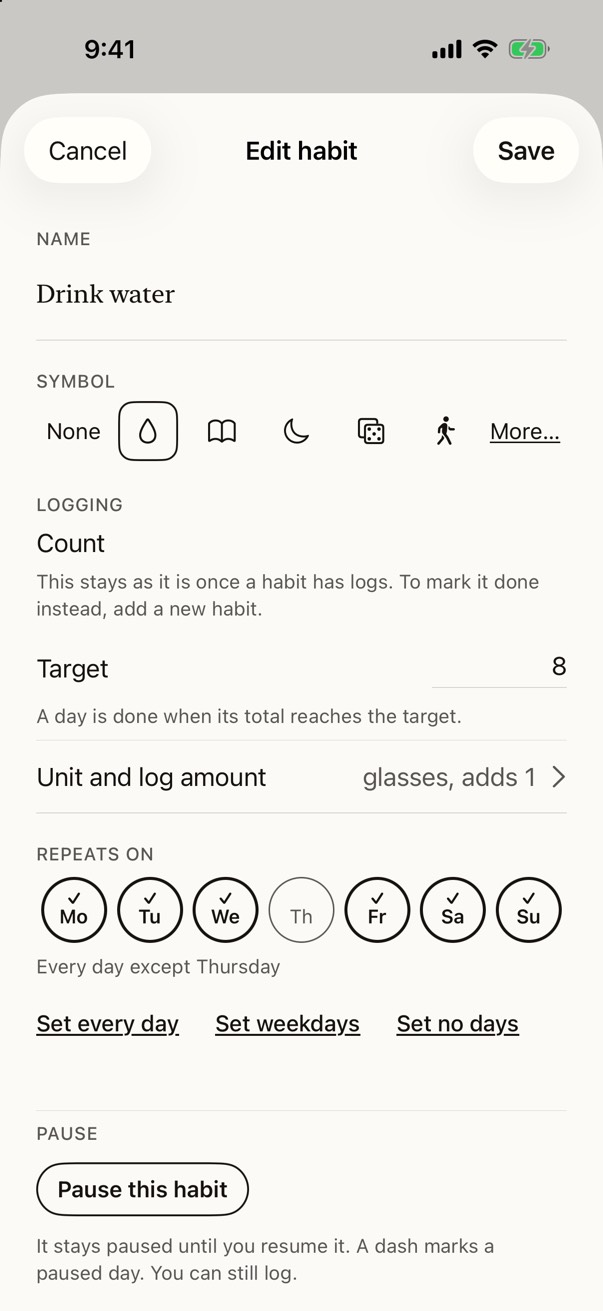 9:41
Cancel
Edit habit
Save
NAME
Drink water
SYMBOL
None
More...
LOGGING
Count
This stays as it is once a habit has logs. To mark it done
instead, add a new habit.
Target
8
A day is done when its total reaches the target.
Unit and log amount
glasses, adds 1
REPEATS ON
Mo Tu We Th Fr Sa Su
Every day except Thursday
Set every day
Set weekdays
Set no days
PAUSE
Pause this habit
It stays paused until you resume it. A dash marks a
paused day. You can still log.